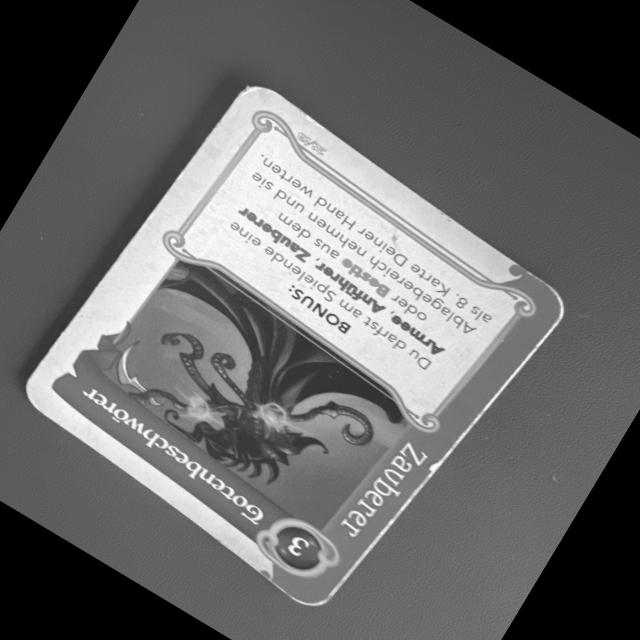 3
Totenbeschwörer
Zauberer
BONUS:
Du darfst am Spielende eine
Armee Anführer, Zauberer
oder Bestie aus dem
Ablagebereich nehmen und sie
als 8. Karte Deiner Hand werten.